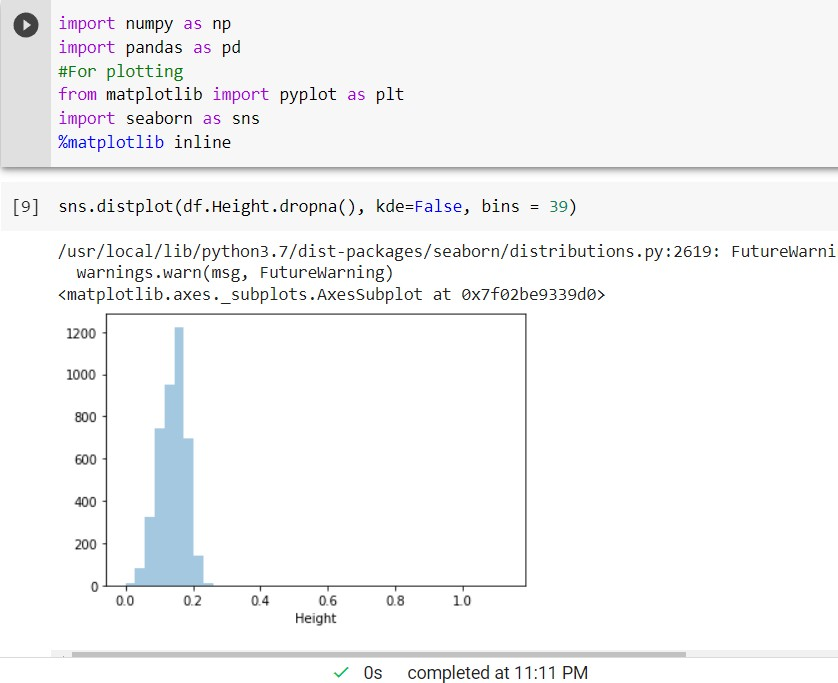 import numpy as np
import pandas as pd
#For plotting
from matplotlib import pyplot as plt
import seaborn as sns
%matplotlib inline
[9] sns.distplot(df.Height.dropna(), kde=False, bins = 39)
/usr/local/lib/python3.7/dist-packages/seaborn/distributions.py:2619: FutureWarni
warnings.warn(msg, FutureWarning)
<matplotlib.axes._subplots.AxesSubplot at 0x7f02be9339d0>
1200
1000
800
600
400
200
0
0.0 0.2 0.4 0.6 0.8 1.0
Height
0s completed at 11:11 PM